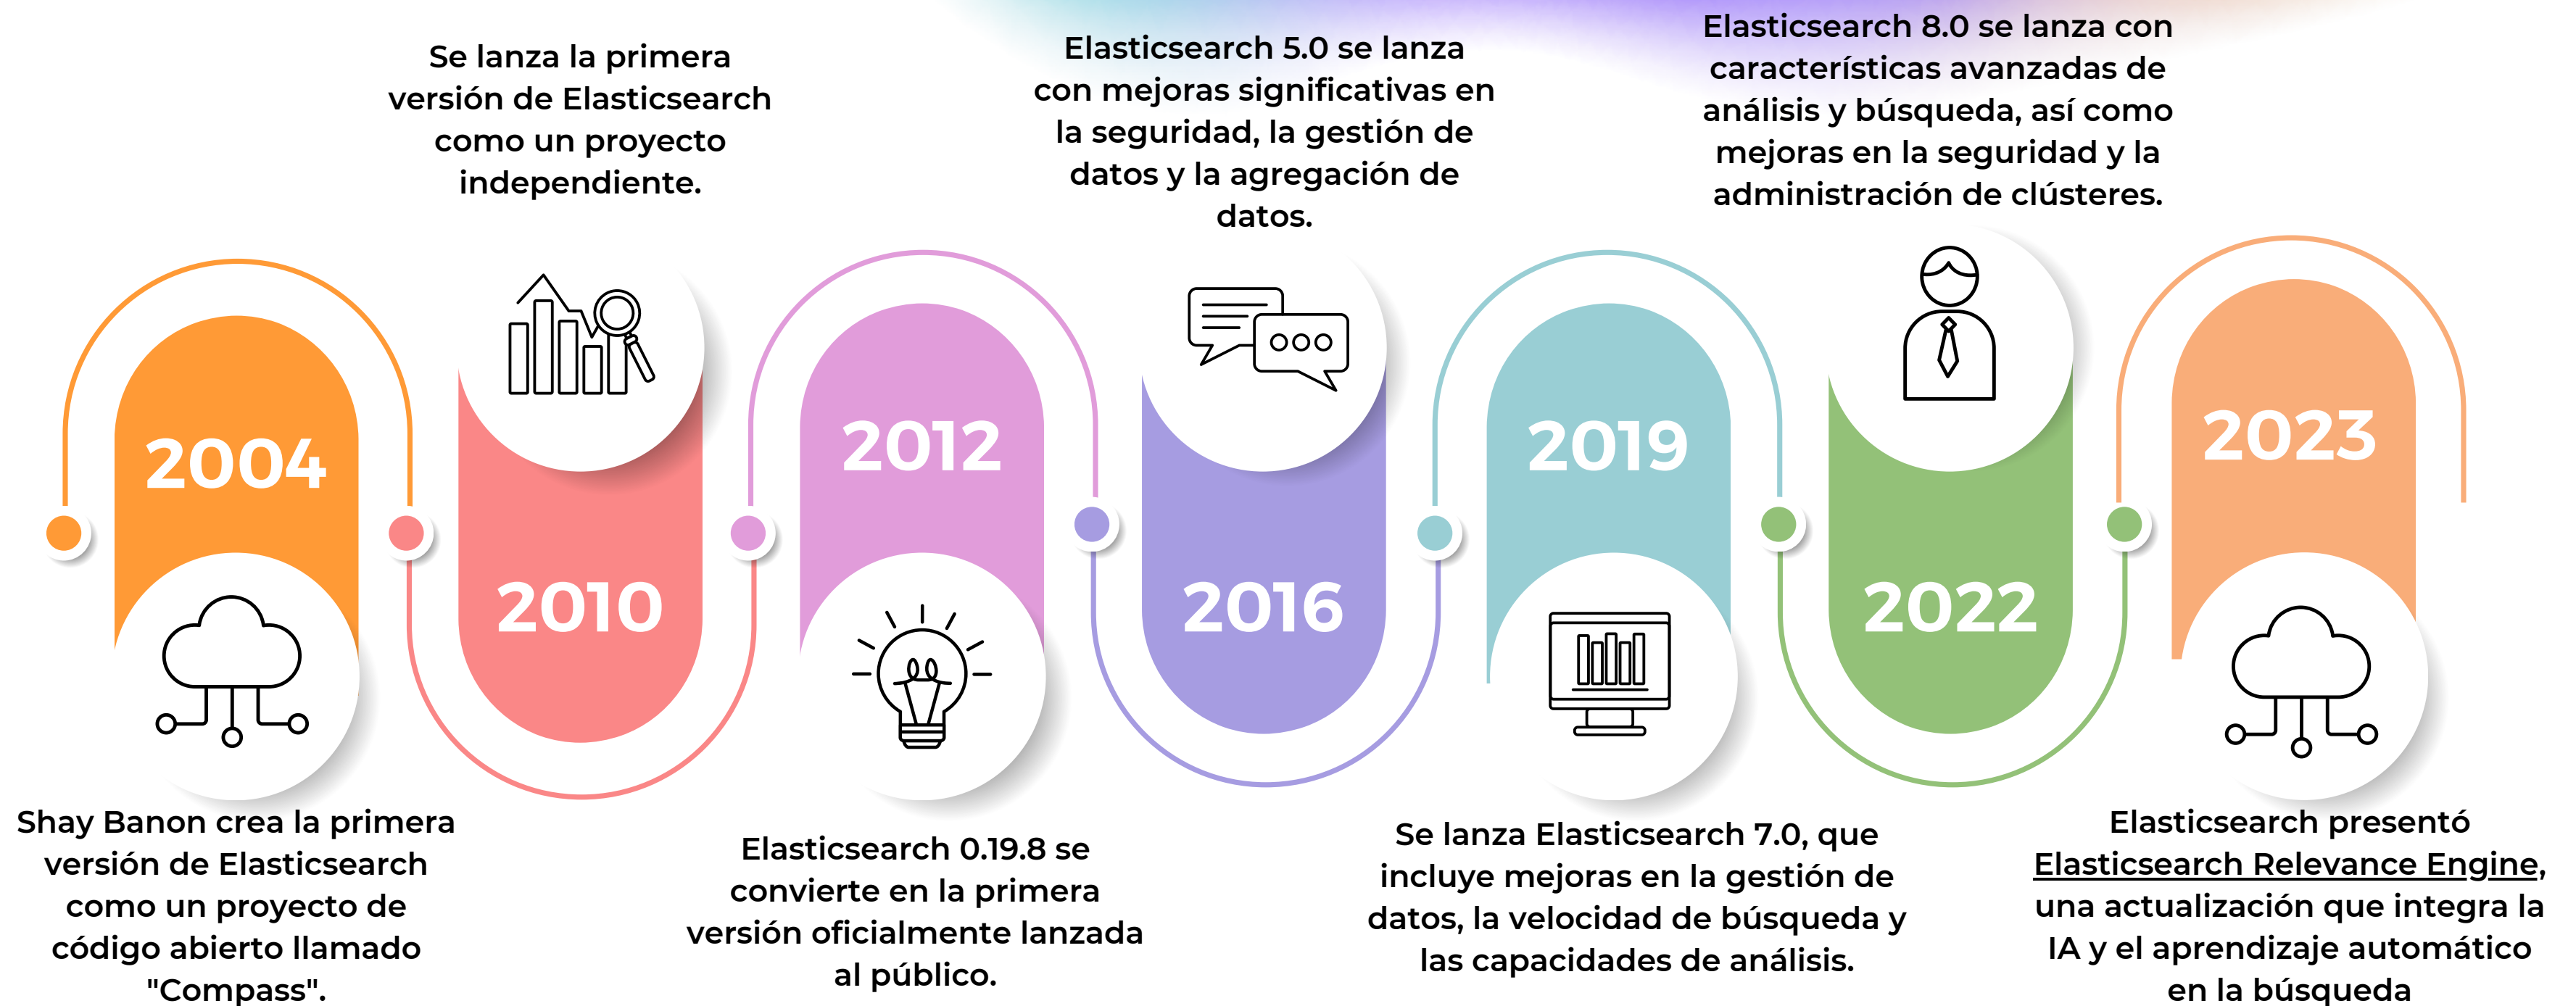 2004
Shay Banon crea la primera
versión de Elasticsearch
como un proyecto de
código abierto llamado
"Compass".
Se lanza la primera
versión de Elasticsearch
como un proyecto
independiente.
2010
2012
Elasticsearch 0.19.8 se
convierte en la primera
versión oficialmente lanzada
al público.
Elasticsearch 5.0 se lanza
con mejoras significativas en
la seguridad, la gestión de
datos y la agregación de
datos.
2016
2019
Se lanza Elasticsearch 7.0, que
incluye mejoras en la gestión de
datos, la velocidad de búsqueda y
las capacidades de análisis.
Elasticsearch 8.0 se lanza con
características avanzadas de
análisis y búsqueda, así como
mejoras en la seguridad y la
administración de clústeres.
2022
2023
Elasticsearch presentó
Elasticsearch Relevance Engine,
una actualización que integra la
IA y el aprendizaje automático
en la búsqueda